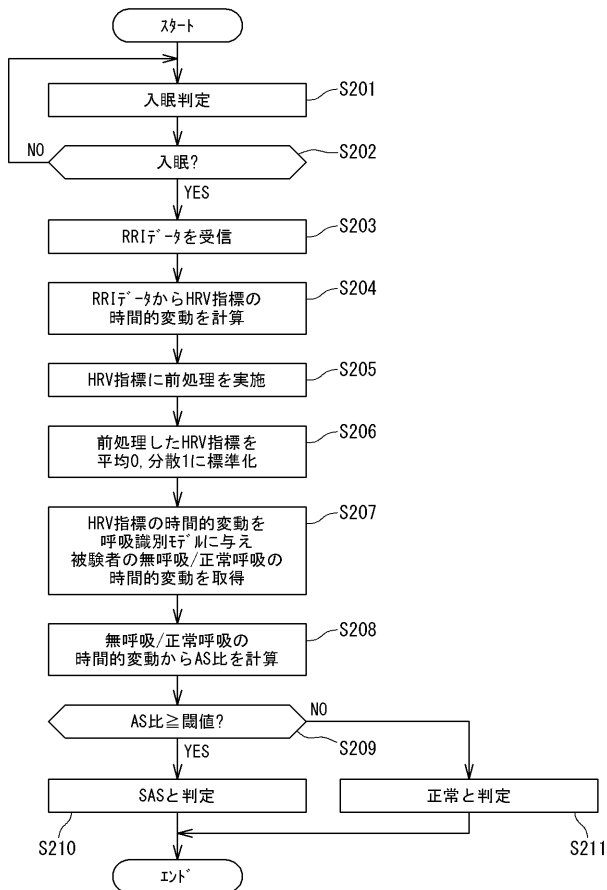 スタート
入眠判定
S201
入眠?
S202
NO
YES
RRIデータを受信
S203
RRIデータからHRV指標の
時間的変動を計算
S204
HRV指標に前処理を実施
S205
前処理したHRV指標を
平均0, 分散1に標準化
S206
HRV指標の時間的変動を
呼吸識別モデルに与え
被験者の無呼吸/正常呼吸の
時間的変動を取得
S207
無呼吸/正常呼吸の
時間的変動からAS比を計算
S208
AS比≧閾値?
NO
S209
YES
SASと判定
正常と判定
S210
S211
エンド